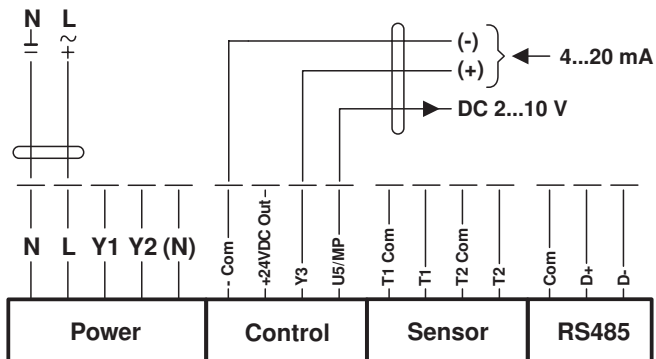 N L
⊥ ~
= +
(-)
(+)
4...20 mA
DC 2...10 V
N L Y1 Y2 (N)
- Com
+24VDC Out
Y3
U5/MP
T1 Com
T1
T2 Com
T2
Com
D+
D-
Power Control Sensor RS485